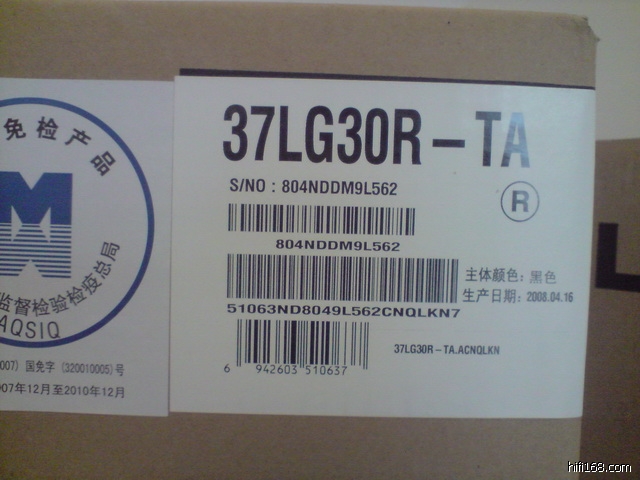 免检产品
监督检验检疫总局
AQSIQ
007) 国免字 (320010005)号
07年12月至2010年12月
37LG30R-TA
S/NO : 804NDDM9L562
R
804NDDM9L562
主体颜色: 黑色
生产日期: 2008.04.16
51063ND8049L562CNQLKN7
37LG30R-TA.ACNQLKN
6 942603 510637
L
hifi168.com